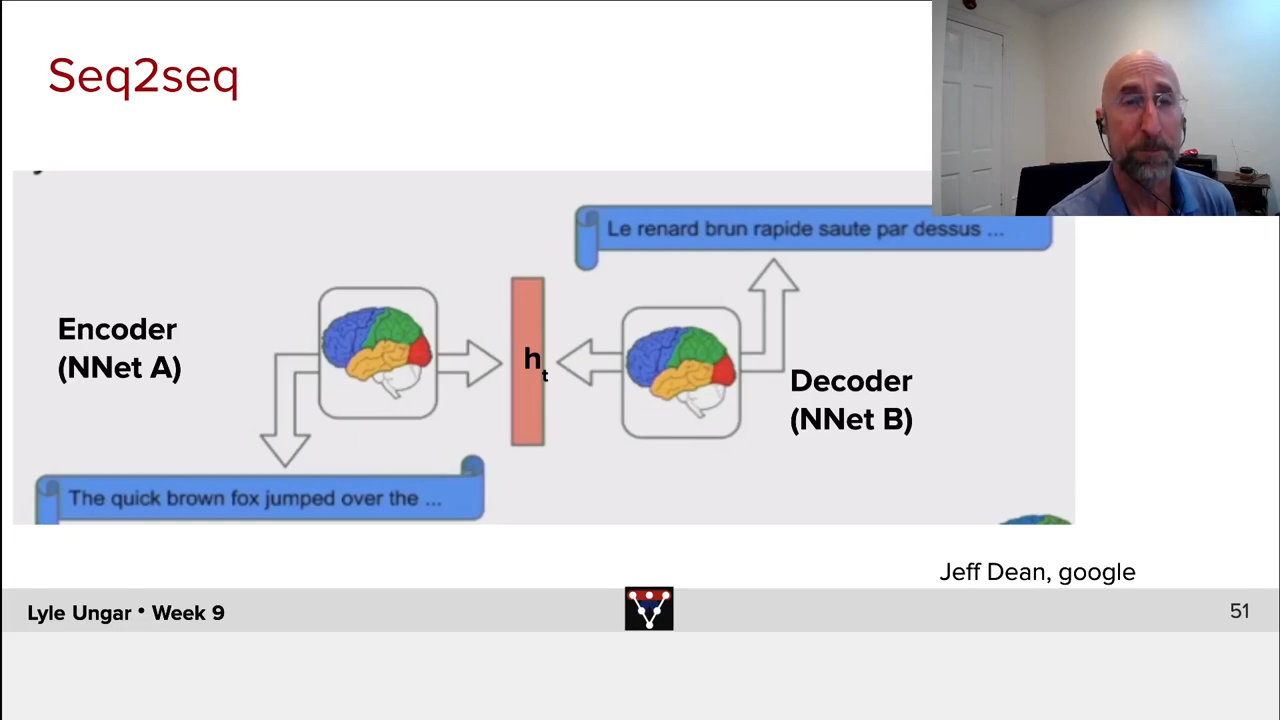 Seq2seq
Le renard brun rapide saute par dessus ...
Encoder
(NNet A)
ht
Decoder
(NNet B)
The quick brown fox jumped over the ...
Jeff Dean, google
Lyle Ungar • Week 9
51